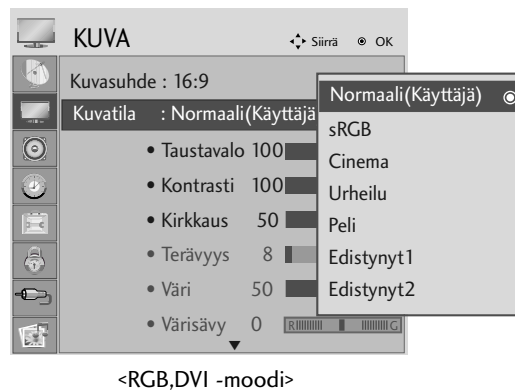 KUVA
Siirrä OK
Kuvasuhde : 16:9
Kuvatila : Normaali(Käyttäjä
• Taustavalo 100
• Kontrasti 100
• Kirkkaus 50
• Terävyys 8
• Väri 50
• Värisävy 0 R G
Normaali(Käyttäjä)
sRGB
Cinema
Urheilu
Peli
Edistynyt1
Edistynyt2
<RGB,DVI -moodi>